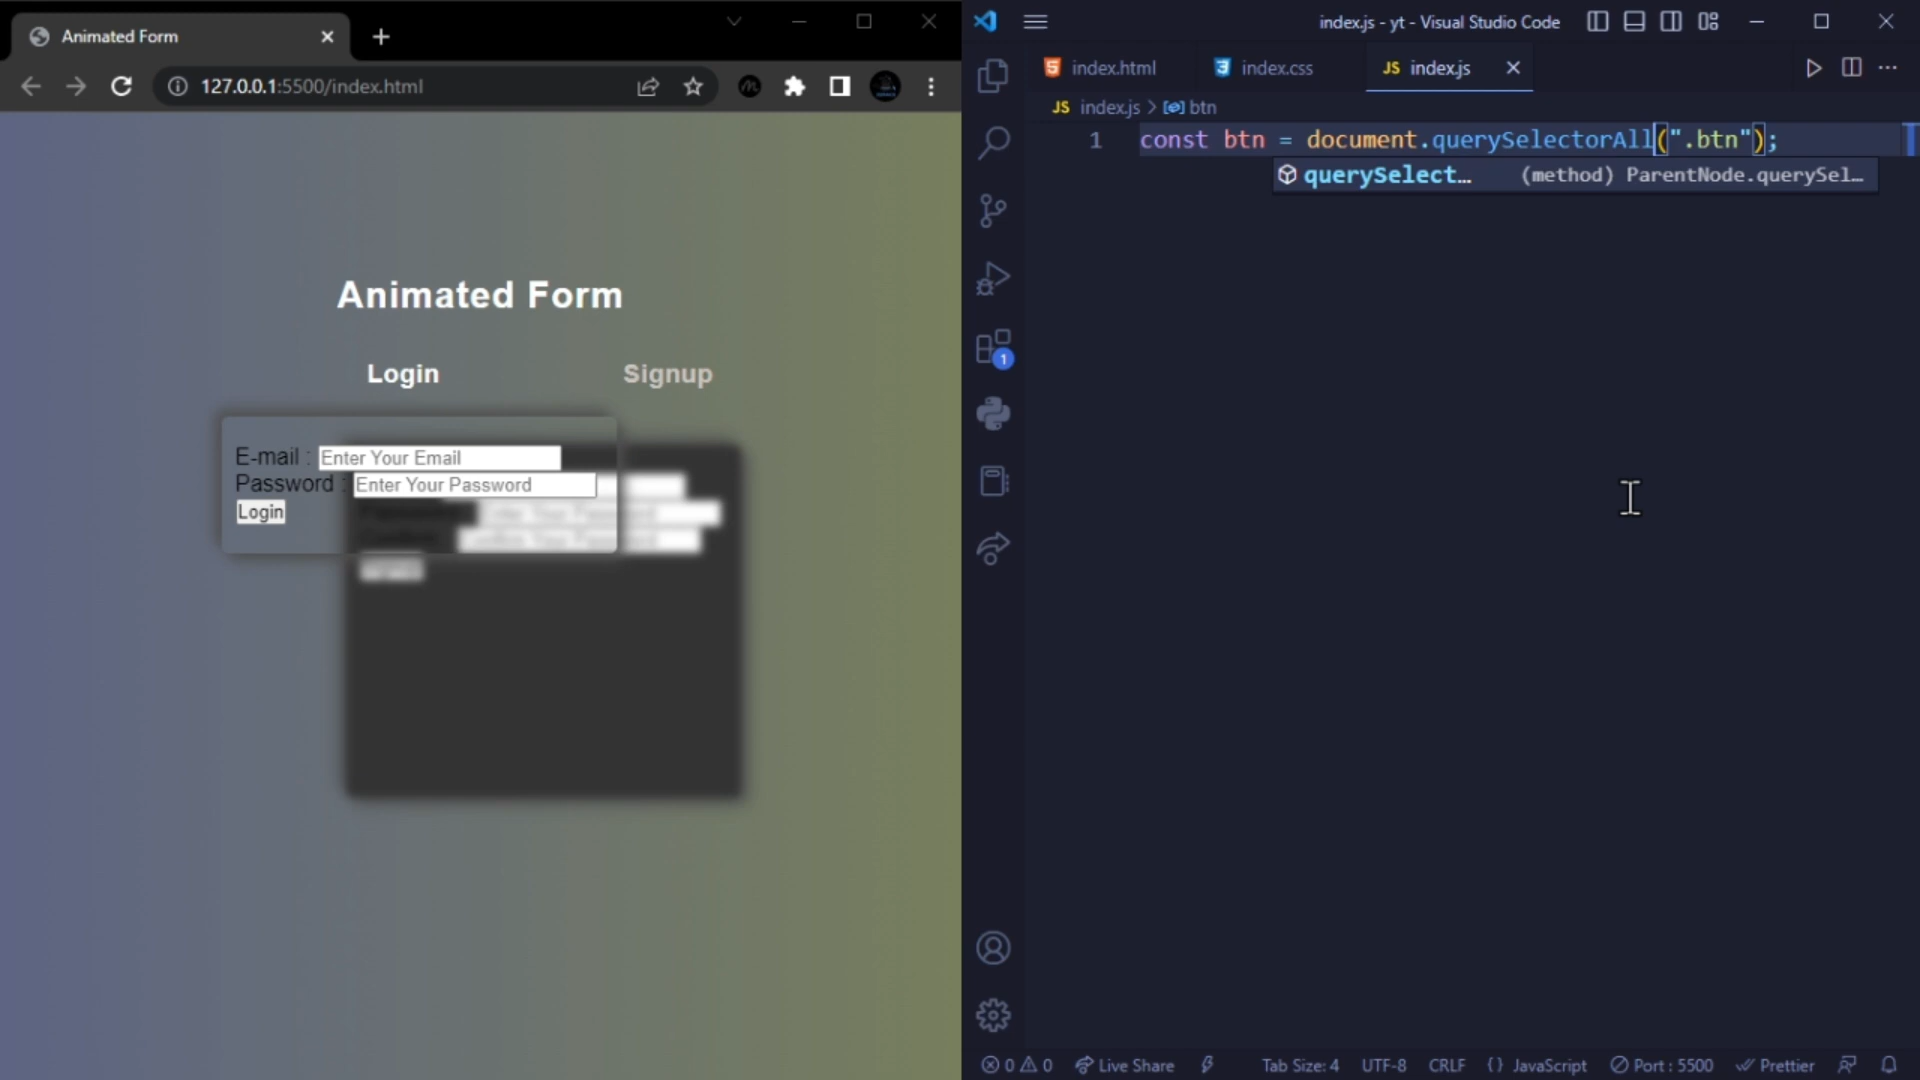 Animated Form
127.0.0.1:5500/index.html
Animated Form
Login
Signup
E-mail : Enter Your Email
Password : Enter Your Password
Login
index.js - yt - Visual Studio Code
index.html
index.css
JS index.js
JS index.js > btn
1 const btn = document.querySelectorAll(".btn");
querySelect… (method) ParentNode.querySel…
1
0 0 Live Share Tab Size: 4 UTF-8 CRLF {} JavaScript Port : 5500 Prettier